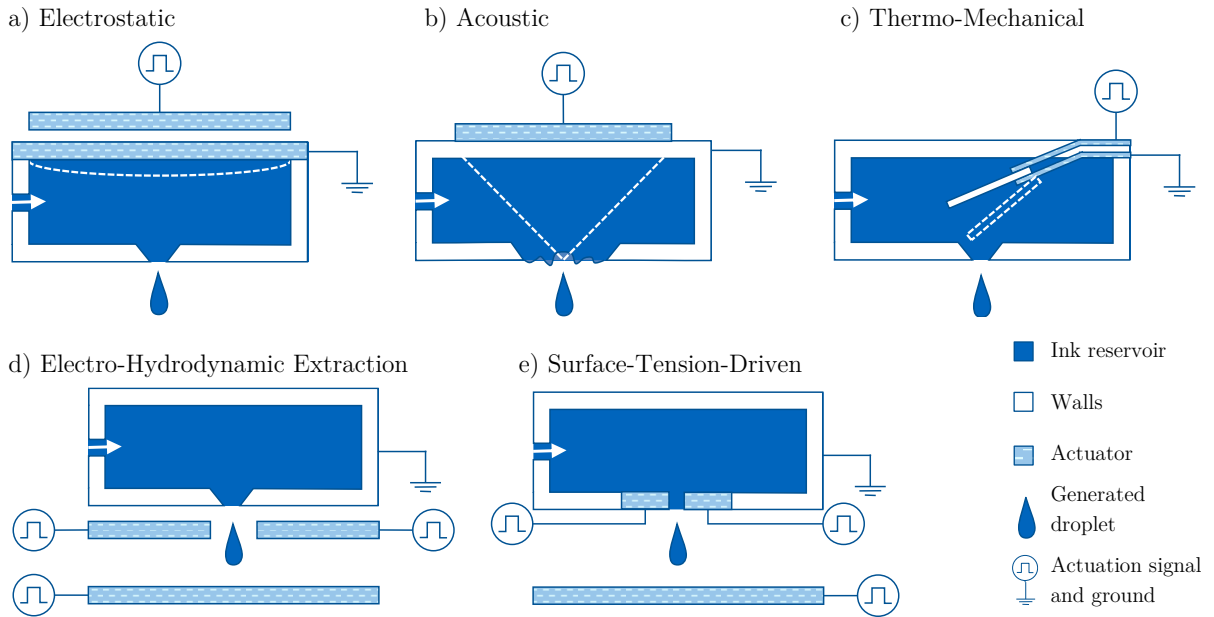 a) Electrostatic
b) Acoustic
c) Thermo-Mechanical
d) Electro-Hydrodynamic Extraction
e) Surface-Tension-Driven
Ink reservoir
Walls
Actuator
Generated
droplet
Actuation signal
and ground